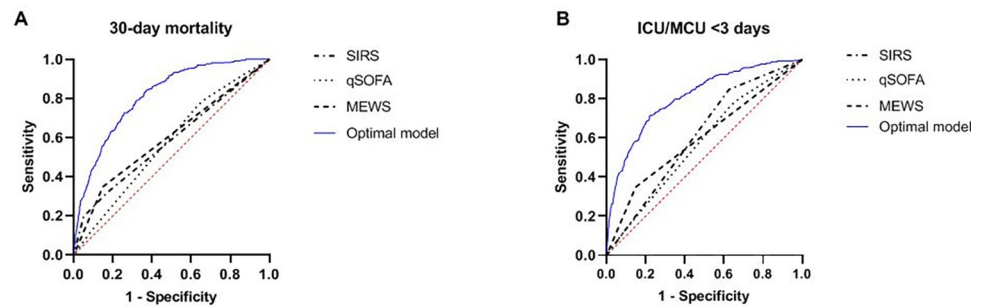 A
30-day mortality
1.0
0.8
0.6
0.4
0.2
0.0
Sensitivity
0.0 0.2 0.4 0.6 0.8 1.0
1 - Specificity
SIRS
qSOFA
MEWS
Optimal model
B
ICU/MCU <3 days
1.0
0.8
0.6
0.4
0.2
0.0
Sensitivity
0.0 0.2 0.4 0.6 0.8 1.0
1 - Specificity
SIRS
qSOFA
MEWS
Optimal model